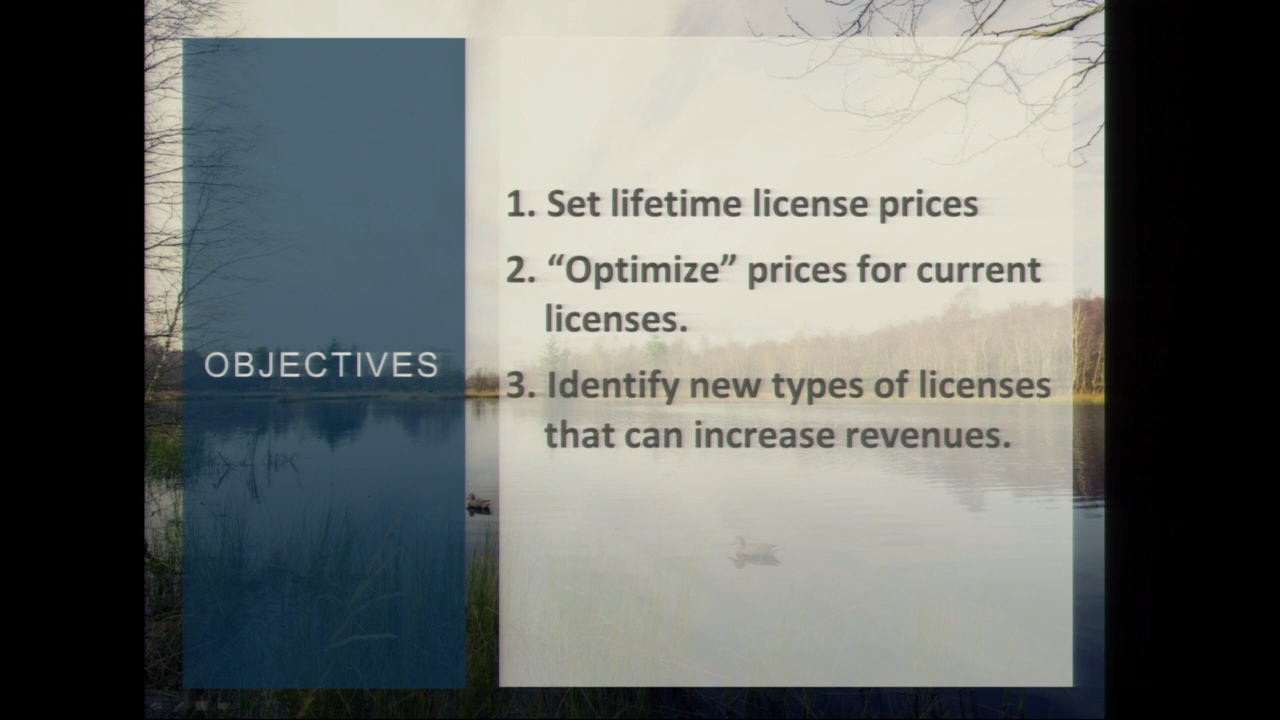 OBJECTIVES
1. Set lifetime license prices
2. “Optimize” prices for current
licenses.
3. Identify new types of licenses
that can increase revenues.